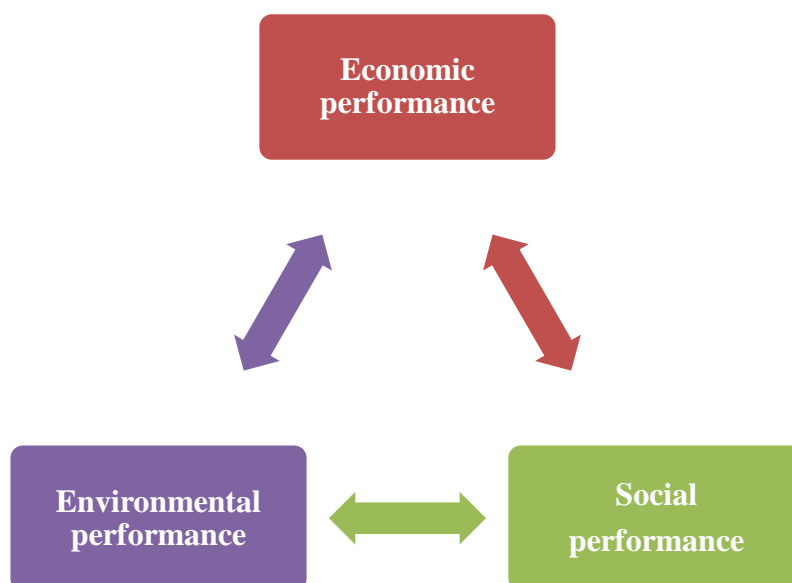 Economic
performance
Environmental
performance
Social
performance